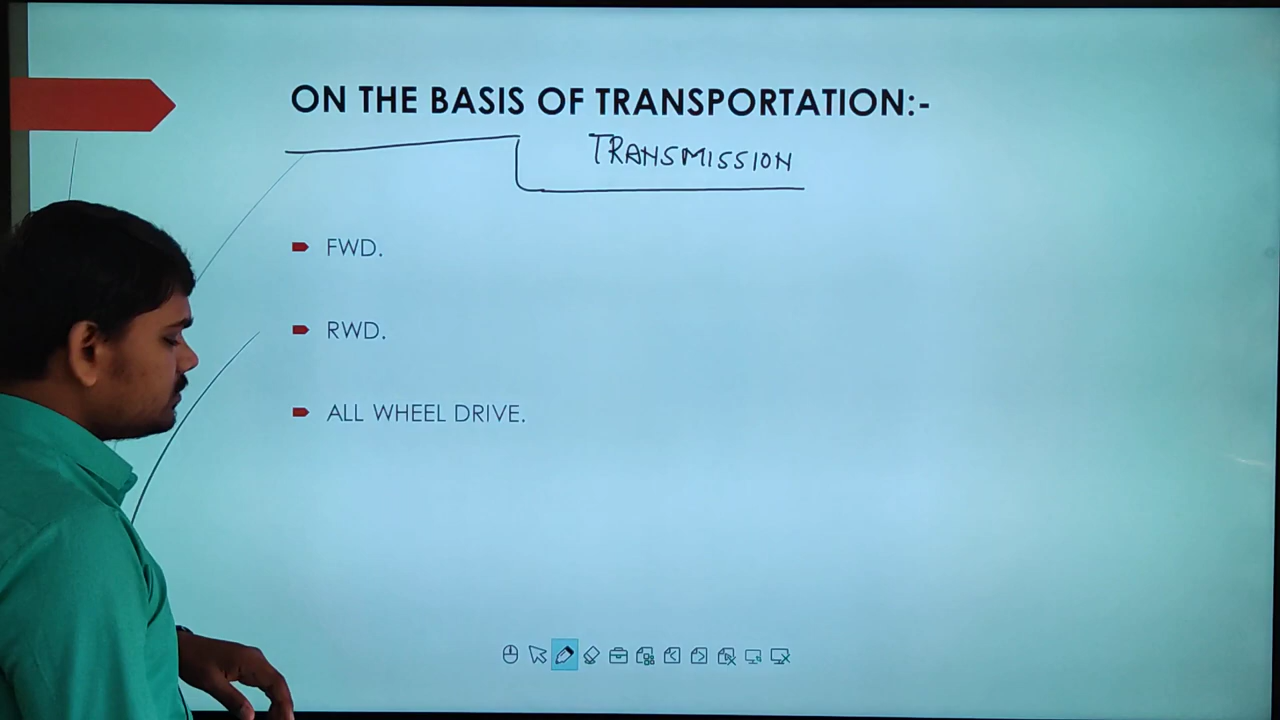 ON THE BASIS OF TRANSPORTATION:-
TRANSMISSION
FWD.
RWD.
ALL WHEEL DRIVE.